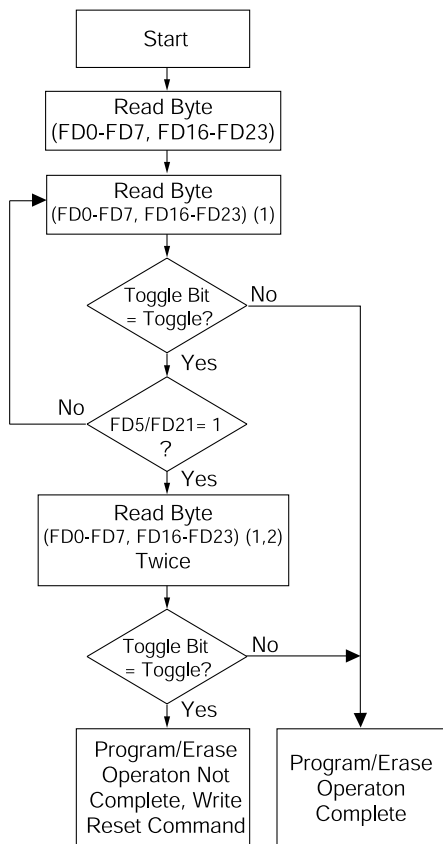 Start
Read Byte
(FD0-FD7, FD16-FD23)
Read Byte
(FD0-FD7, FD16-FD23) (1)
Toggle Bit
= Toggle?
No
Yes
FD5/FD21= 1
?
No
Yes
Read Byte
(FD0-FD7, FD16-FD23) (1,2)
Twice
Toggle Bit
= Toggle?
No
Yes
Program/Erase
Operaton Not
Complete, Write
Reset Command
Program/Erase
Operaton
Complete